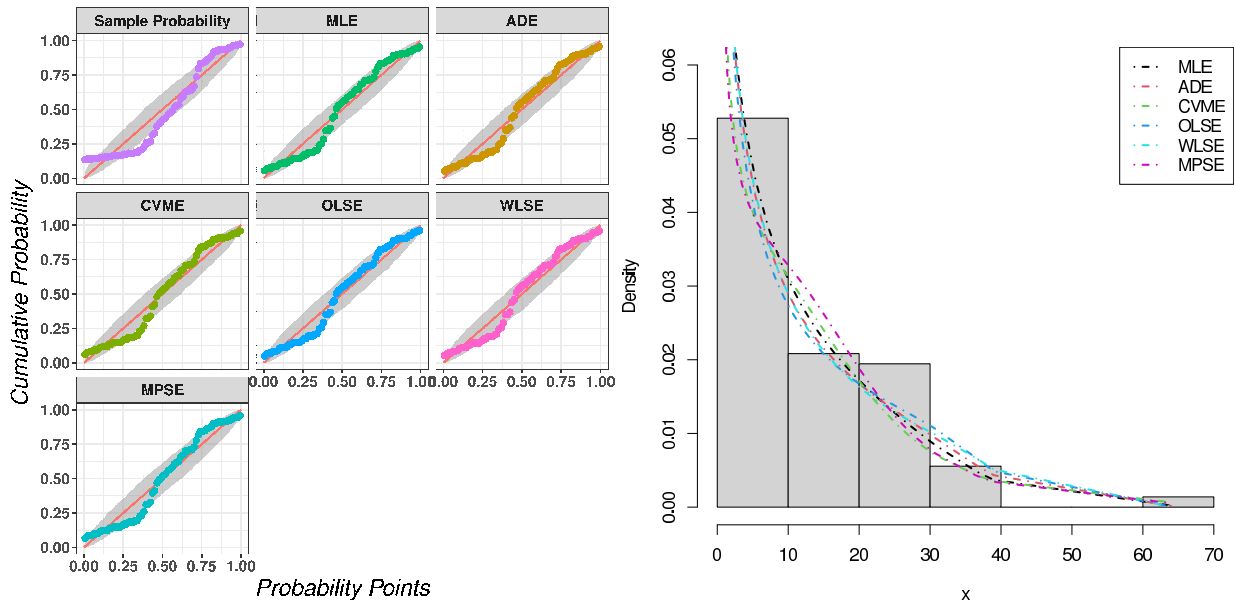 Sample Probability MLE ADE
1.00
0.75
0.50
0.25
0.00
CVME OLSE WLSE
1.00
0.75
0.50
0.25
0.00
0.00 0.25 0.50 0.75 1.00 0.00 0.25 0.50 0.75 1.00
MPSE
1.00
0.75
0.50
0.25
0.00
0.00 0.25 0.50 0.75 1.00
Cumulative Probability
Probability Points
MLE
ADE
CVME
OLSE
WLSE
MPSE
0.06
0.05
0.04
0.03
0.02
0.01
0.00
Density
0 10 20 30 40 50 60 70
x